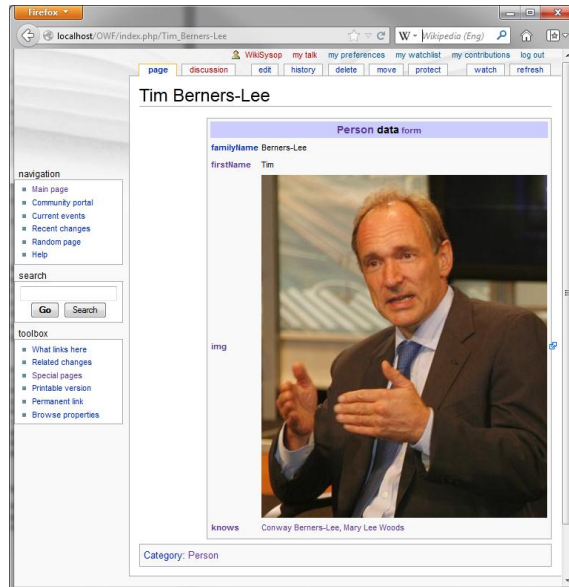 Firefox
localhost/OWF/index.php/Tim_Berners-Lee
W Wikipedia (Eng)
WikiSysop my talk my preferences my watchlist my contributions log out
page discussion edit history delete move protect watch refresh
Tim Berners-Lee
Person data form
familyName Berners-Lee
firstName Tim
navigation
Main page
Community portal
Current events
Recent changes
Random page
Help
search
Go Search
toolbox
What links here
Related changes
Special pages
Printable version
Permanent link
Browse properties
img
knows Conway Berners-Lee, Mary Lee Woods
Category: Person